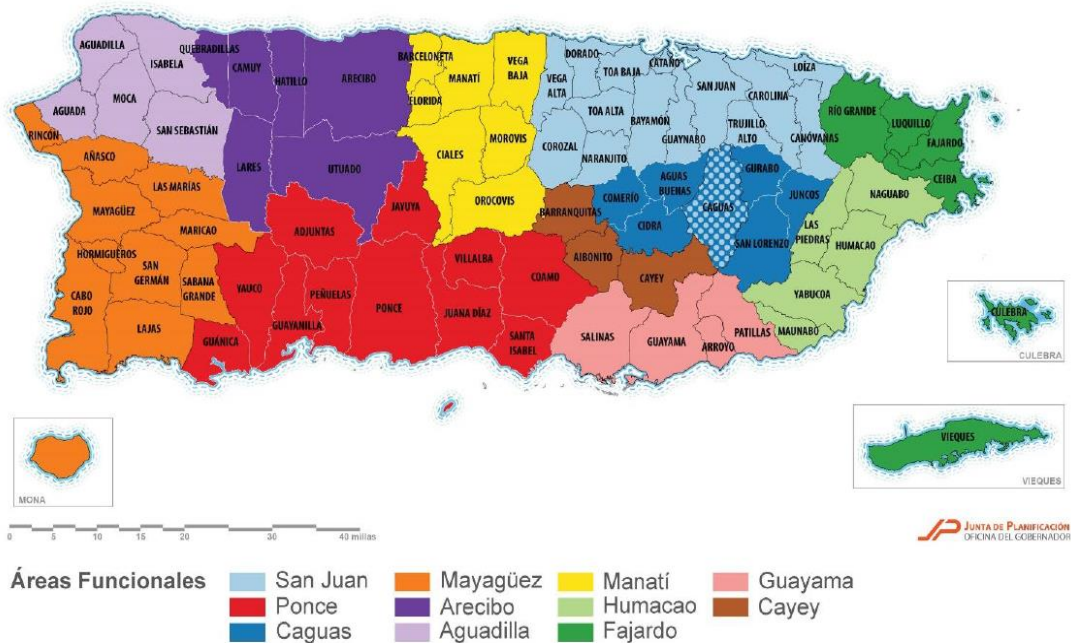 AGUADILLA
ISABELA
QUEBRADILLAS
CAMUY
HATILLO
ARECIBO
BARCELONETA
MANATÍ
VEGA
BAJA
DORADO
VEGA
ALTA
TOA BAJA
CATAÑO
SAN JUAN
LOÍZA
CAROLINA
AGUADA
MOCA
SAN SEBASTIÁN
FLORIDA
TOA ALTA
BAYAMÓN
GUAYNABO
TRUJILLO
ALTO
CANÓVANAS
RÍO GRANDE
LUQUILLO
FAJARDO
CEIBA
RINCÓN
AÑASCO
LARES
UTUADO
CIALES
MOROVIS
COROZAL
NARANJITO
LAS MARÍAS
MAYAGÜEZ
MARICAO
ADJUNTAS
JAYUYA
OROCOVIS
BARRANQUITAS
COMERÍO
AGUAS
BUENAS
CAGUAS
GURABO
JUNCOS
NAGUABO
CIDRA
SAN LORENZO
LAS
PIEDRAS
HUMACAO
HORMIGUEROS
SAN
GERMÁN
SABANA
GRANDE
CABO
ROJO
LAJAS
YAUCO
GUÁNICA
GUAYANILLA
PEÑUELAS
PONCE
VILLALBA
JUANA DÍAZ
COAMO
SANTA
ISABEL
AIBONITO
CAYEY
SALINAS
GUAYAMA
ARROYO
PATILLAS
YABUCOA
MAUNABO
CULEBRA
CULEBRA
VIEQUES
VIEQUES
MONA
0 5 10 15 20 30 40 millas
JP JUNTA DE PLANIFICACIÓN
OFICINA DEL GOBERNADOR
Áreas Funcionales
San Juan
Ponce
Caguas
Mayagüez
Arecibo
Aguadilla
Manatí
Humacao
Fajardo
Guayama
Cayey